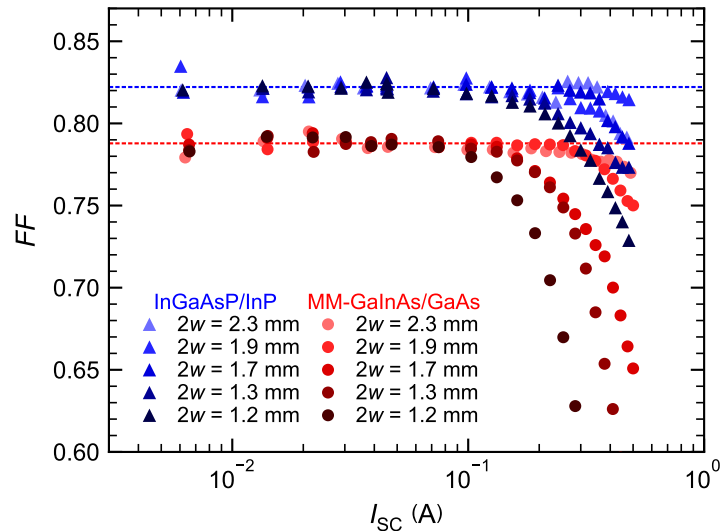 0.85
0.80
0.75
0.70
0.65
0.60
FF
InGaAsP/InP MM-GaInAs/GaAs
2w = 2.3 mm 2w = 2.3 mm
2w = 1.9 mm 2w = 1.9 mm
2w = 1.7 mm 2w = 1.7 mm
2w = 1.3 mm 2w = 1.3 mm
2w = 1.2 mm 2w = 1.2 mm
10⁻² 10⁻¹ 10⁰
I_SC (A)